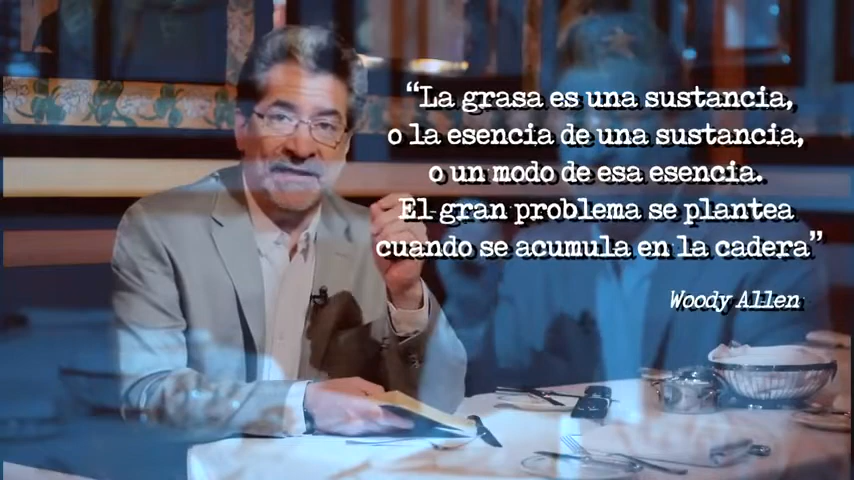 “La grasa es una sustancia,
o la esencia de una sustancia,
o un modo de esa esencia.
El gran problema se plantea
cuando se acumula en la cadera”
Woody Allen